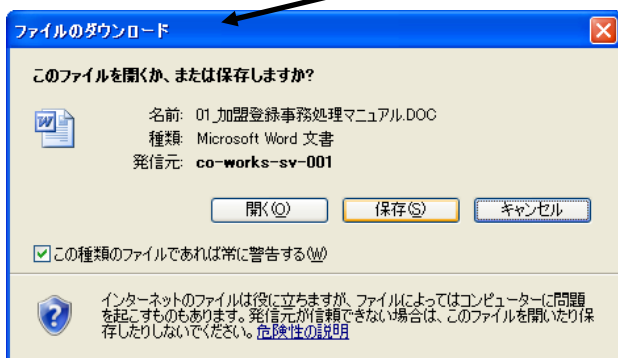 ファイルのダウンロード
このファイルを開くか、または保存しますか?
名前: 01_加盟登録事務処理マニュアル.DOC
種類: Microsoft Word 文書
発信元: co-works-sv-001
開く(O) 保存(S) キャンセル
この種類のファイルであれば常に警告する(W)
インターネットのファイルは役に立ちますが、ファイルによってはコンピューターに問題
を起こすものもあります。発信元が信頼できない場合は、このファイルを開いたり保
存したりしないでください。危険性の説明